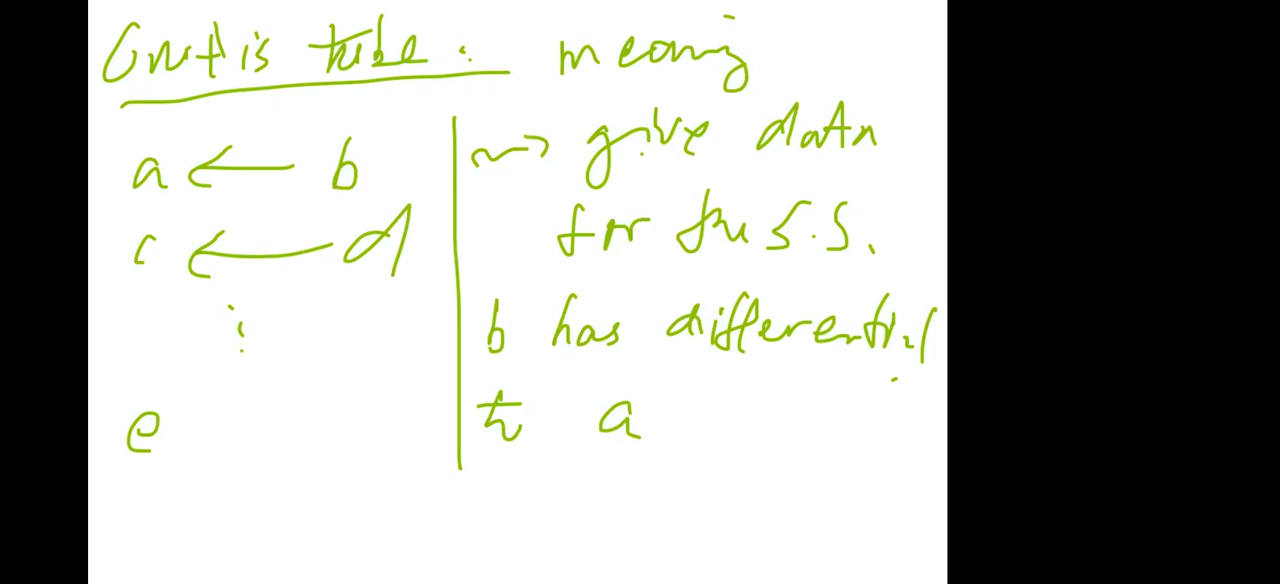 Curtis table : meaning
a ← b
c ← d
⋮
e
⇝ give data
for the S.S.
b has differential
to a